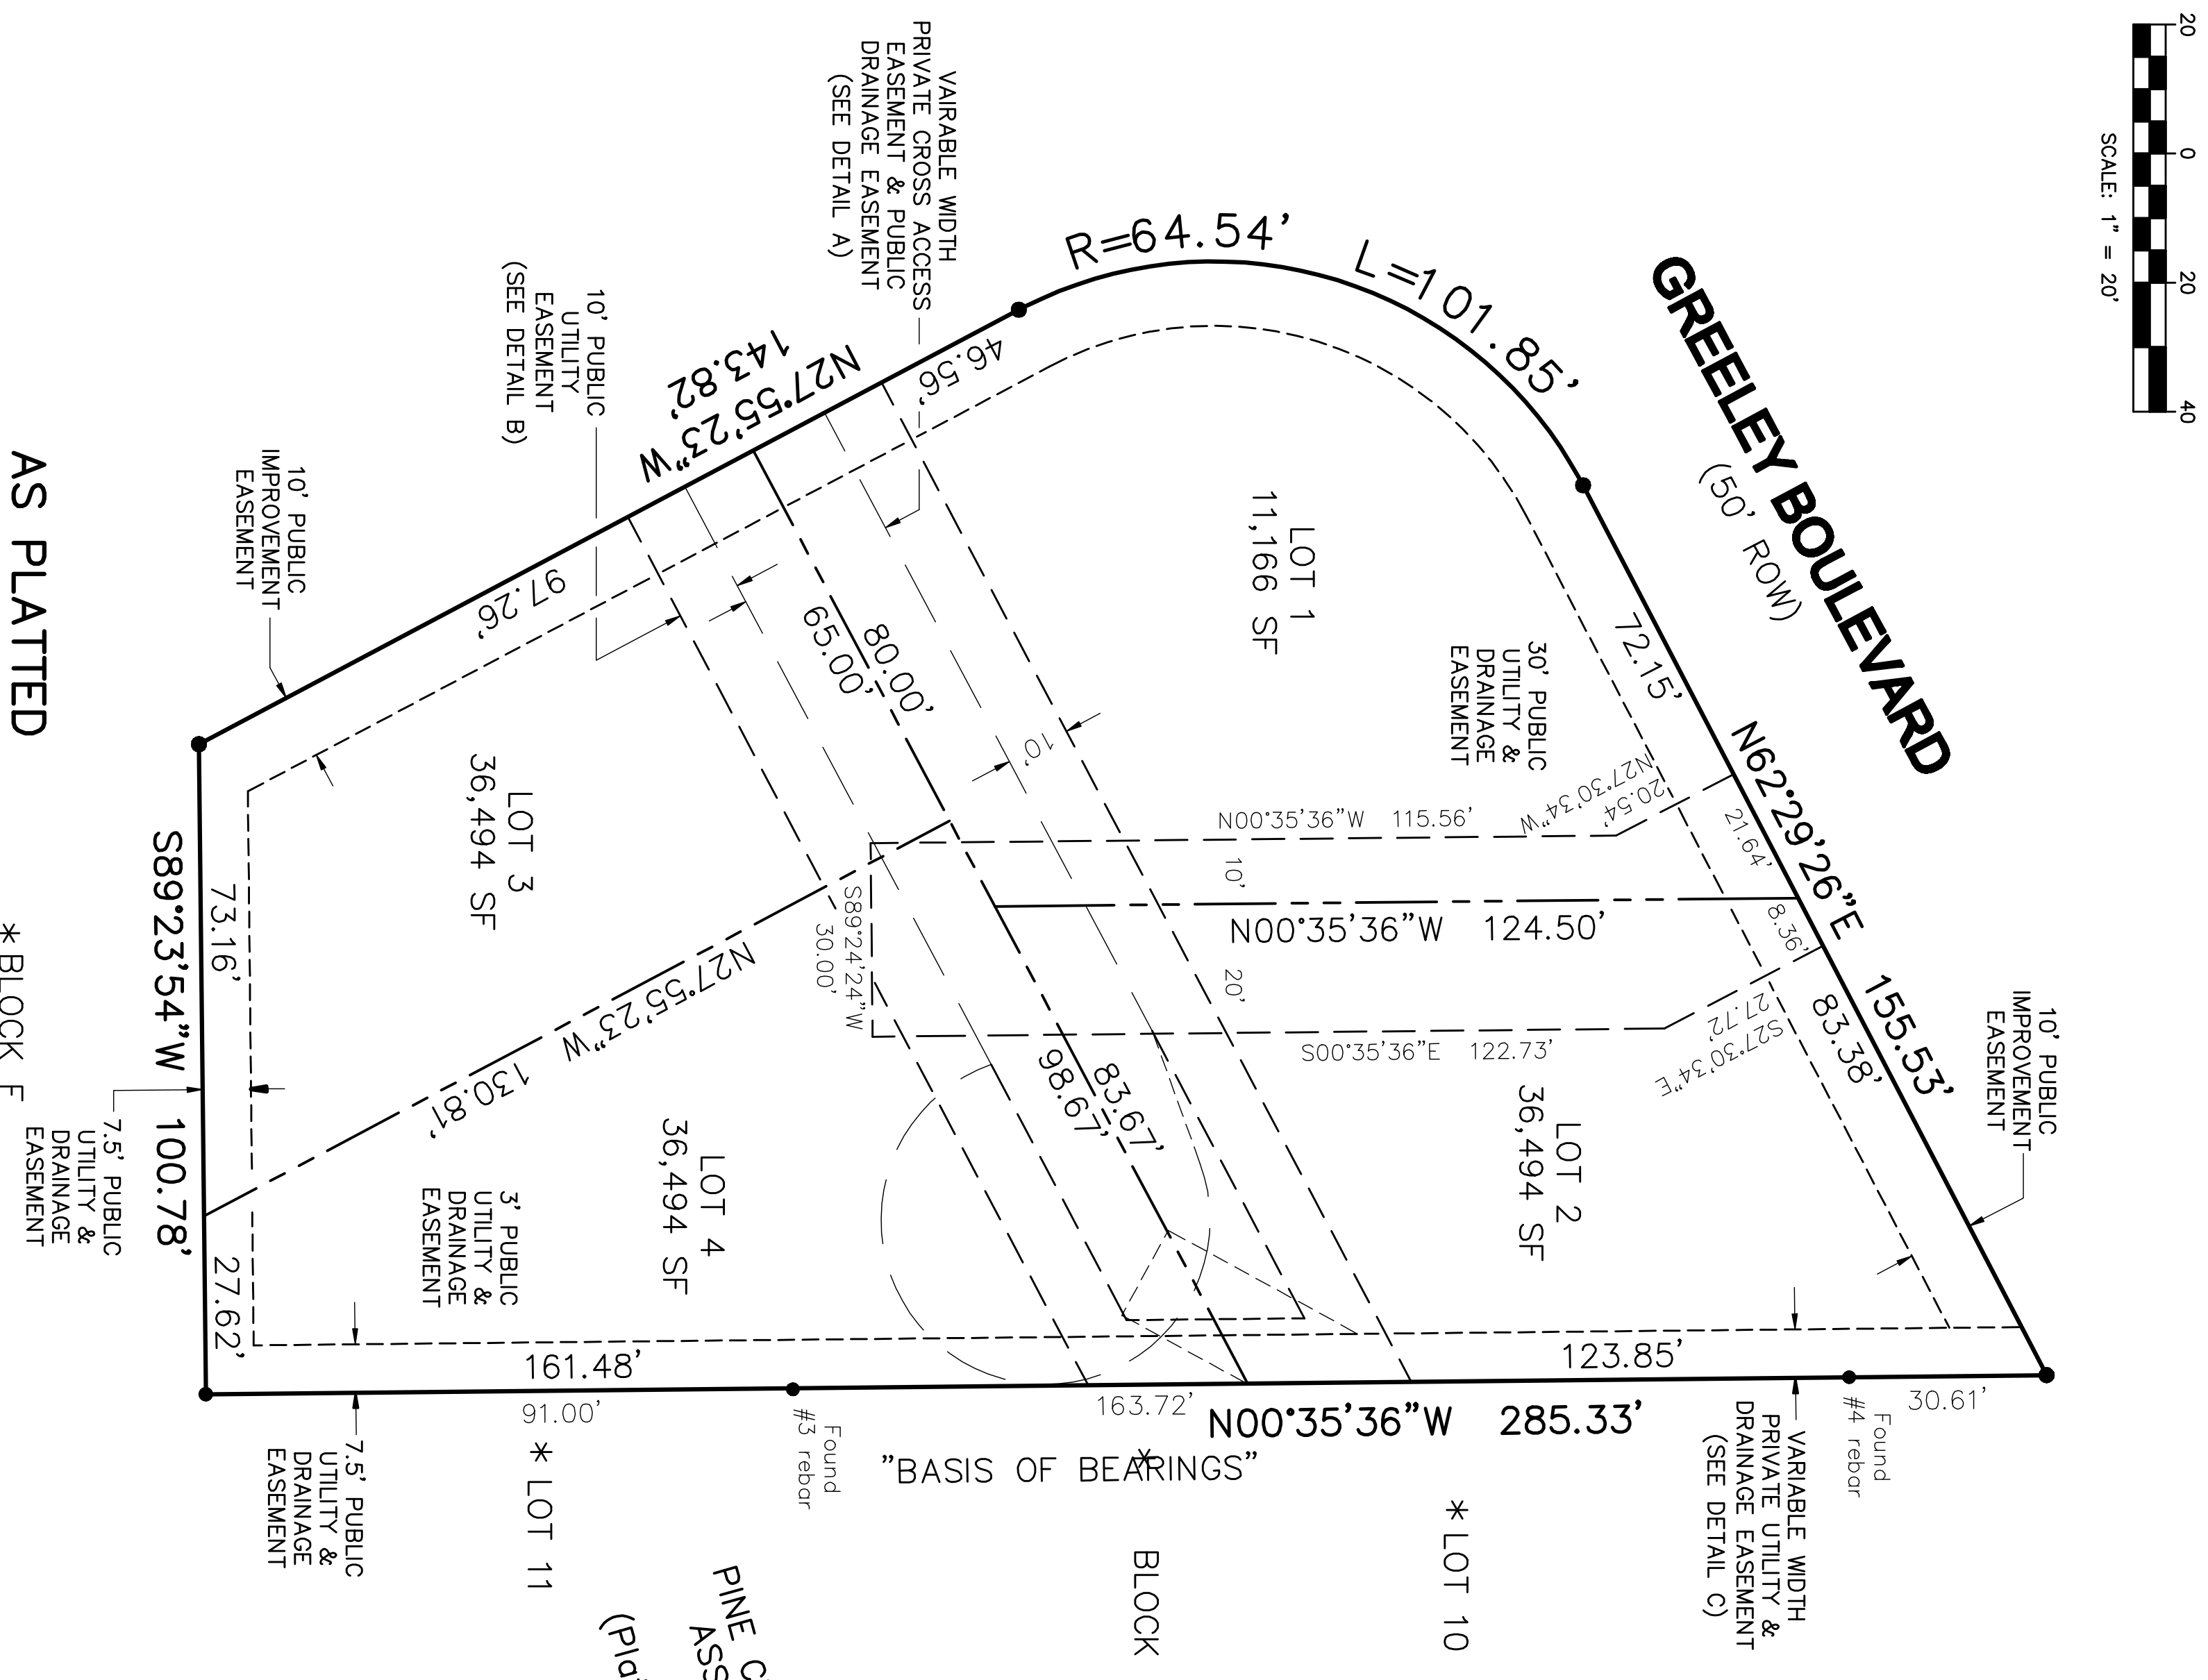 20
0
20
40
SCALE: 1" = 20'
GREELEY BOULEVARD
(50' ROW)
R=64.54' L=101.85'
VAIRABLE WIDTH
PRIVATE CROSS ACCESS
EASEMENT & PUBLIC
DRAINAGE EASEMENT
(SEE DETAIL A)
10' PUBLIC
UTILITY
EASEMENT
(SEE DETAIL B)
10' PUBLIC
IMPROVEMENT
EASEMENT
AS PLATTED
N27°55'23"W
143.82'
46.56'
97.26'
LOT 1
11,166 SF
30' PUBLIC
UTILITY &
DRAINAGE
EASEMENT
72.15'
N62°29'26"E 155.53'
21.64'
8.36'
83.38'
N27°30'34"W
20.54'
N00°35'36"W 115.56'
10'
10'
20'
N00°35'36"W 124.50'
S00°35'36"E 122.73'
S27°30'34"E
27.72'
10' PUBLIC
IMPROVEMENT
EASEMENT
80.00'
65.00'
83.67'
98.67'
S89°24'24"W
30.00'
LOT 2
36,494 SF
LOT 3
36,494 SF
N27°55'23"W
130.81'
LOT 4
36,494 SF
3' PUBLIC
UTILITY &
DRAINAGE
EASEMENT
73.16'
27.62'
S89°23'54"W 100.78'
* BLOCK F
7.5' PUBLIC
UTILITY &
DRAINAGE
EASEMENT
161.48'
123.85'
91.00'
163.72'
30.61'
N00°35'36"W 285.33'
"BASIS OF BEARINGS"
*
Found
#3 rebar
Found
#4 rebar
VARIABLE WIDTH
PRIVATE UTILITY &
DRAINAGE EASEMENT
(SEE DETAIL C)
7.5' PUBLIC
UTILITY &
DRAINAGE
EASEMENT
* LOT 11
* LOT 10
BLOCK
PINE